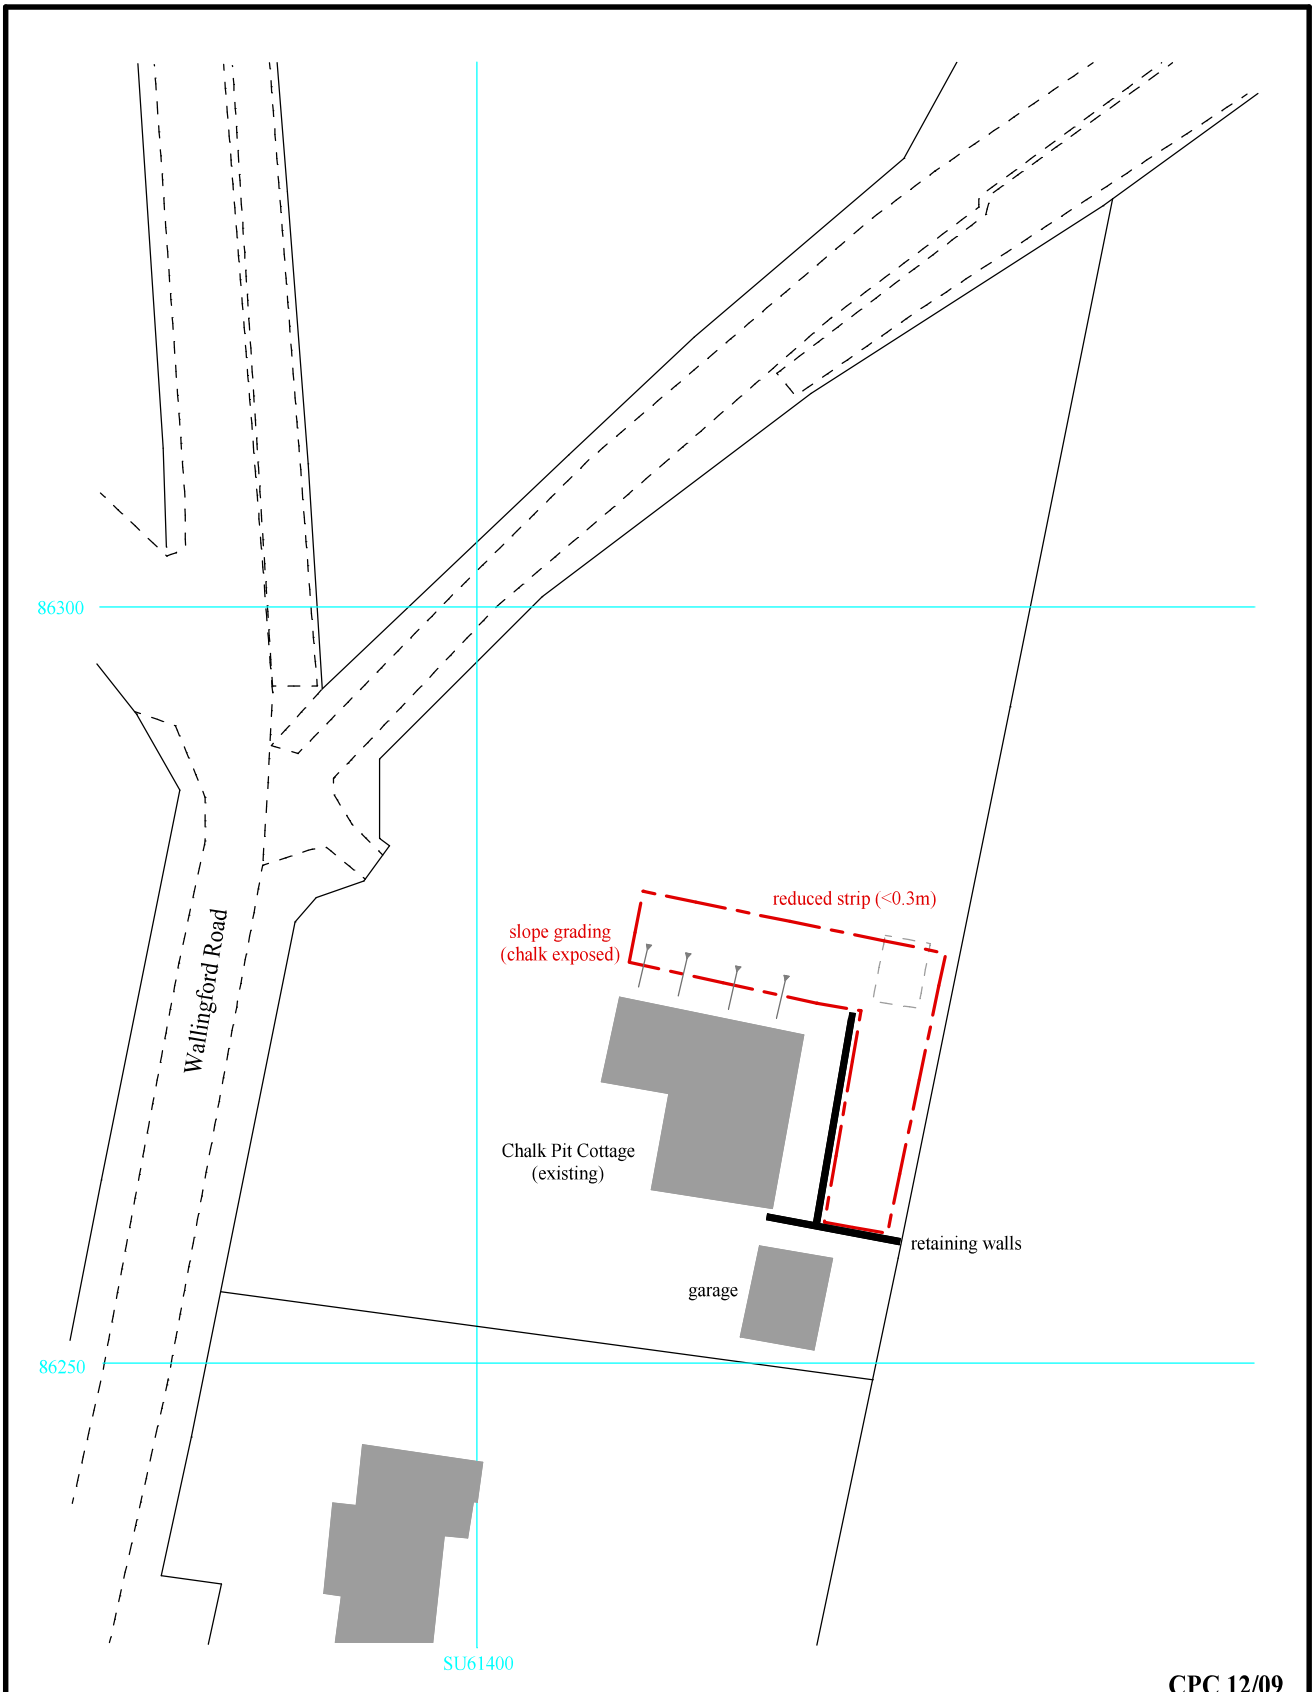 86300
reduced strip (<0.3m)
slope grading
(chalk exposed)
Wallingford Road
Chalk Pit Cottage
(existing)
retaining walls
garage
86250
SU61400
CPC 12/09